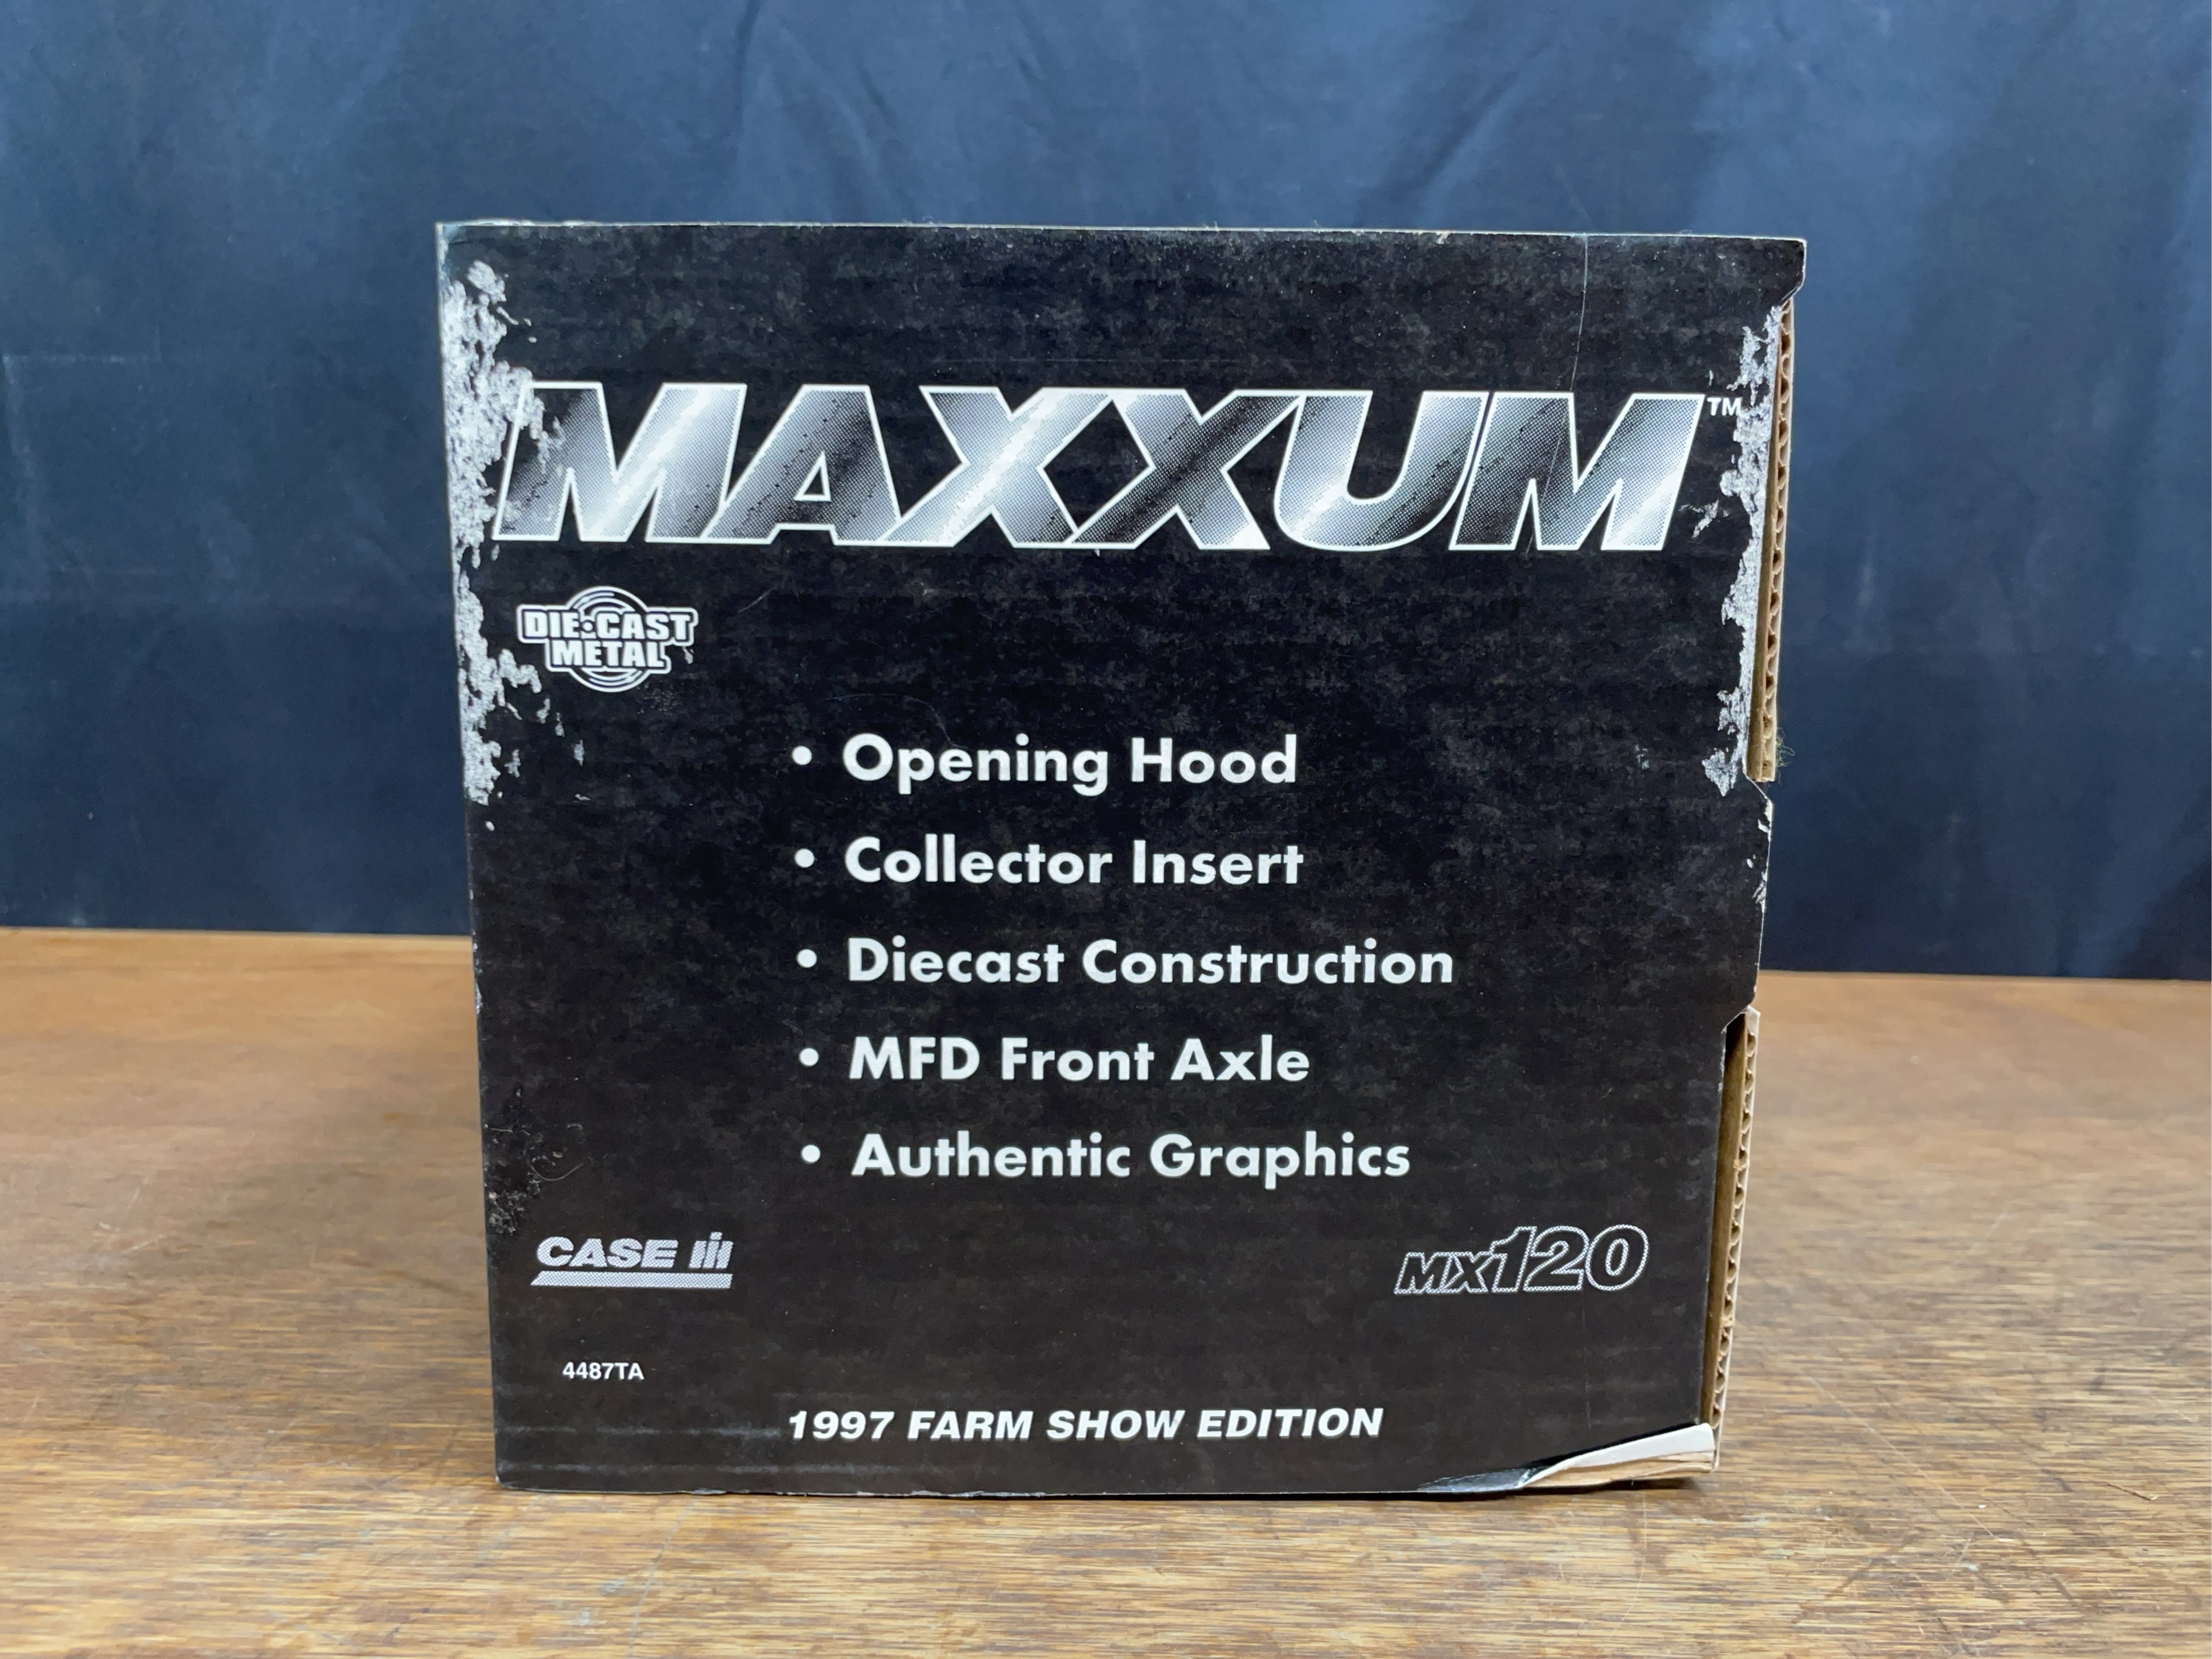 MAXXUM™
DIE-CAST
METAL
• Opening Hood
• Collector Insert
• Diecast Construction
• MFD Front Axle
• Authentic Graphics
CASE IH
MX120
4487TA
1997 FARM SHOW EDITION